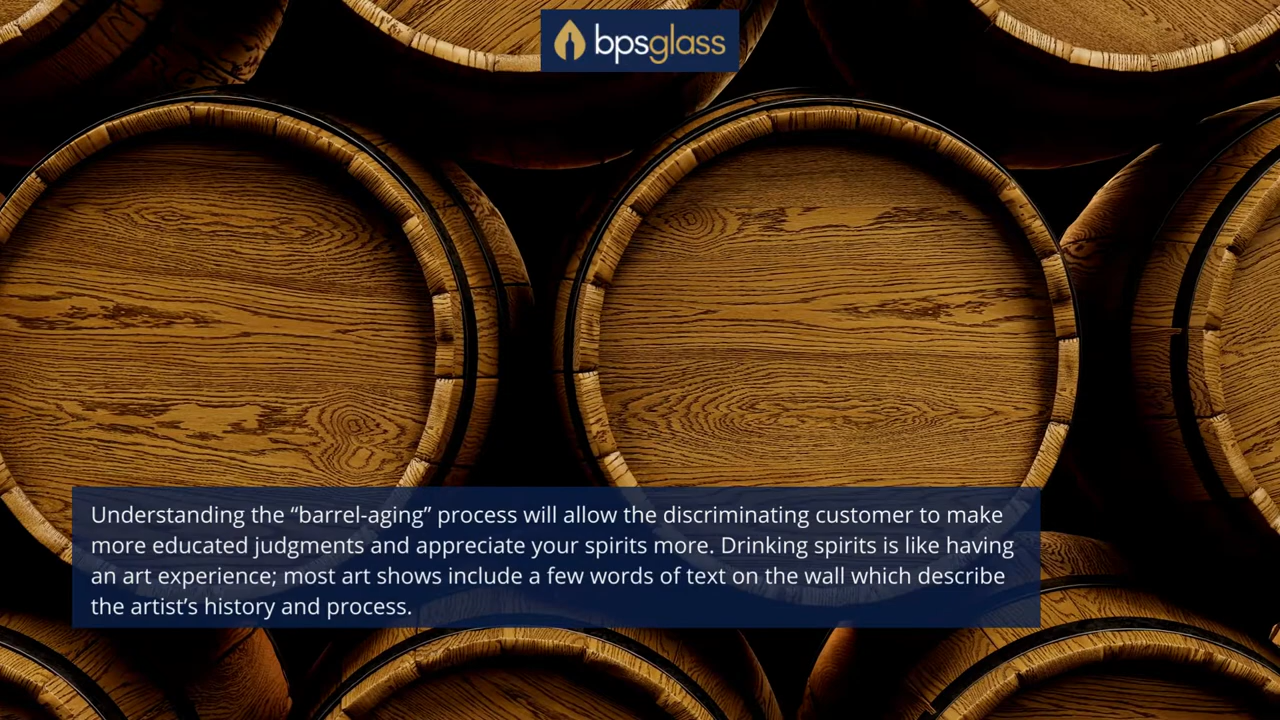 bpsglass
Understanding the “barrel-aging” process will allow the discriminating customer to make
more educated judgments and appreciate your spirits more. Drinking spirits is like having
an art experience; most art shows include a few words of text on the wall which describe
the artist’s history and process.